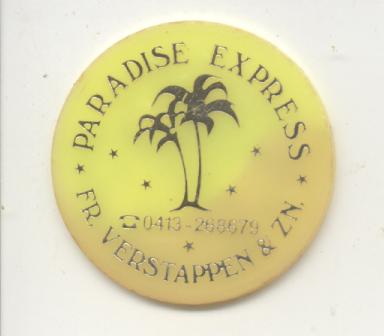 PARADISE EXPRESS
☎0413-268679
FR. VERSTAPPEN & ZN.